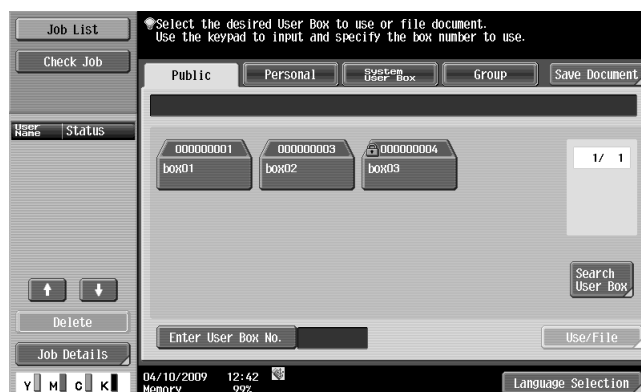 Job List
Check Job
User Name
Status
Delete
Job Details
Y M C K
Select the desired User Box to use or file document.
Use the keypad to input and specify the box number to use.
Public
Personal
System User Box
Group
Save Document
000000001
box01
000000003
box02
000000004
box03
1/ 1
Search
User Box
Enter User Box No.
Use/File
04/10/2009 12:42
Memory 99%
Language Selection